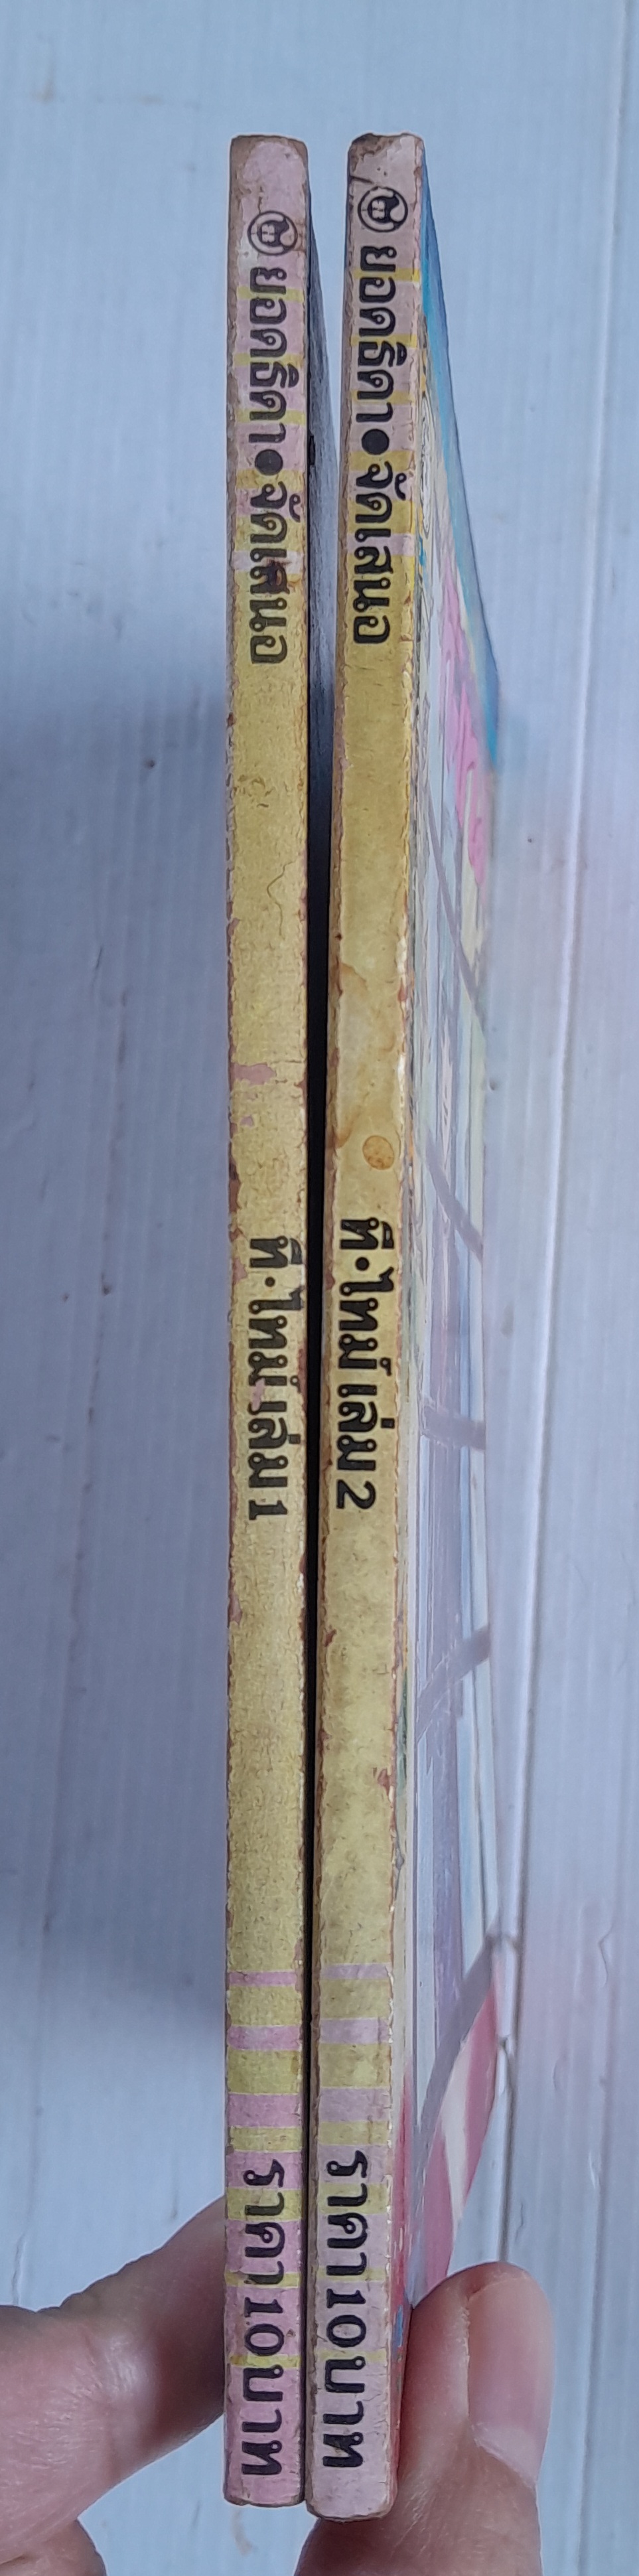 ยอดธิดา●จัดเสนอ ที·ไทม์ เล่ม 1 ราคา 10 บาท
ยอดธิดา●จัดเสนอ ที·ไทม์ เล่ม 2 ราคา 10 บาท